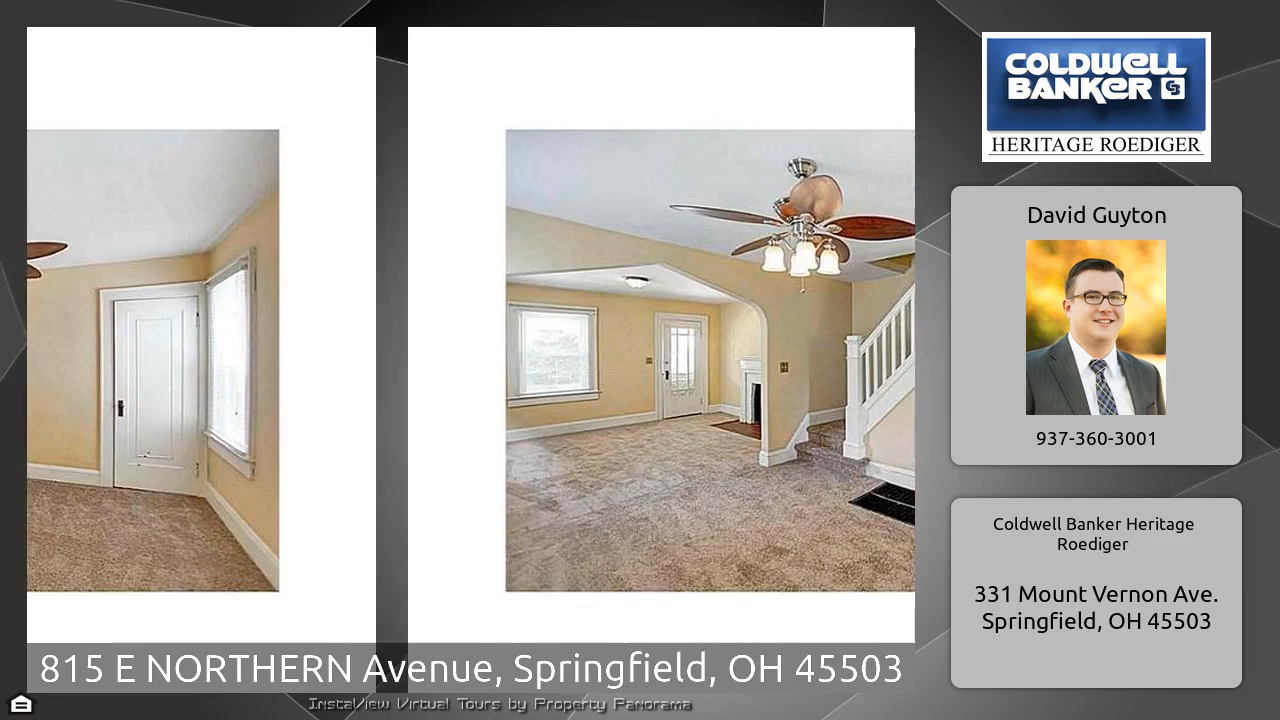 COLDWELL
BANKER CB
HERITAGE ROEDIGER
David Guyton
937-360-3001
Coldwell Banker Heritage
Roediger
331 Mount Vernon Ave.
Springfield, OH 45503
815 E NORTHERN Avenue, Springfield, OH 45503
InstaView Virtual Tours by Property Panorama